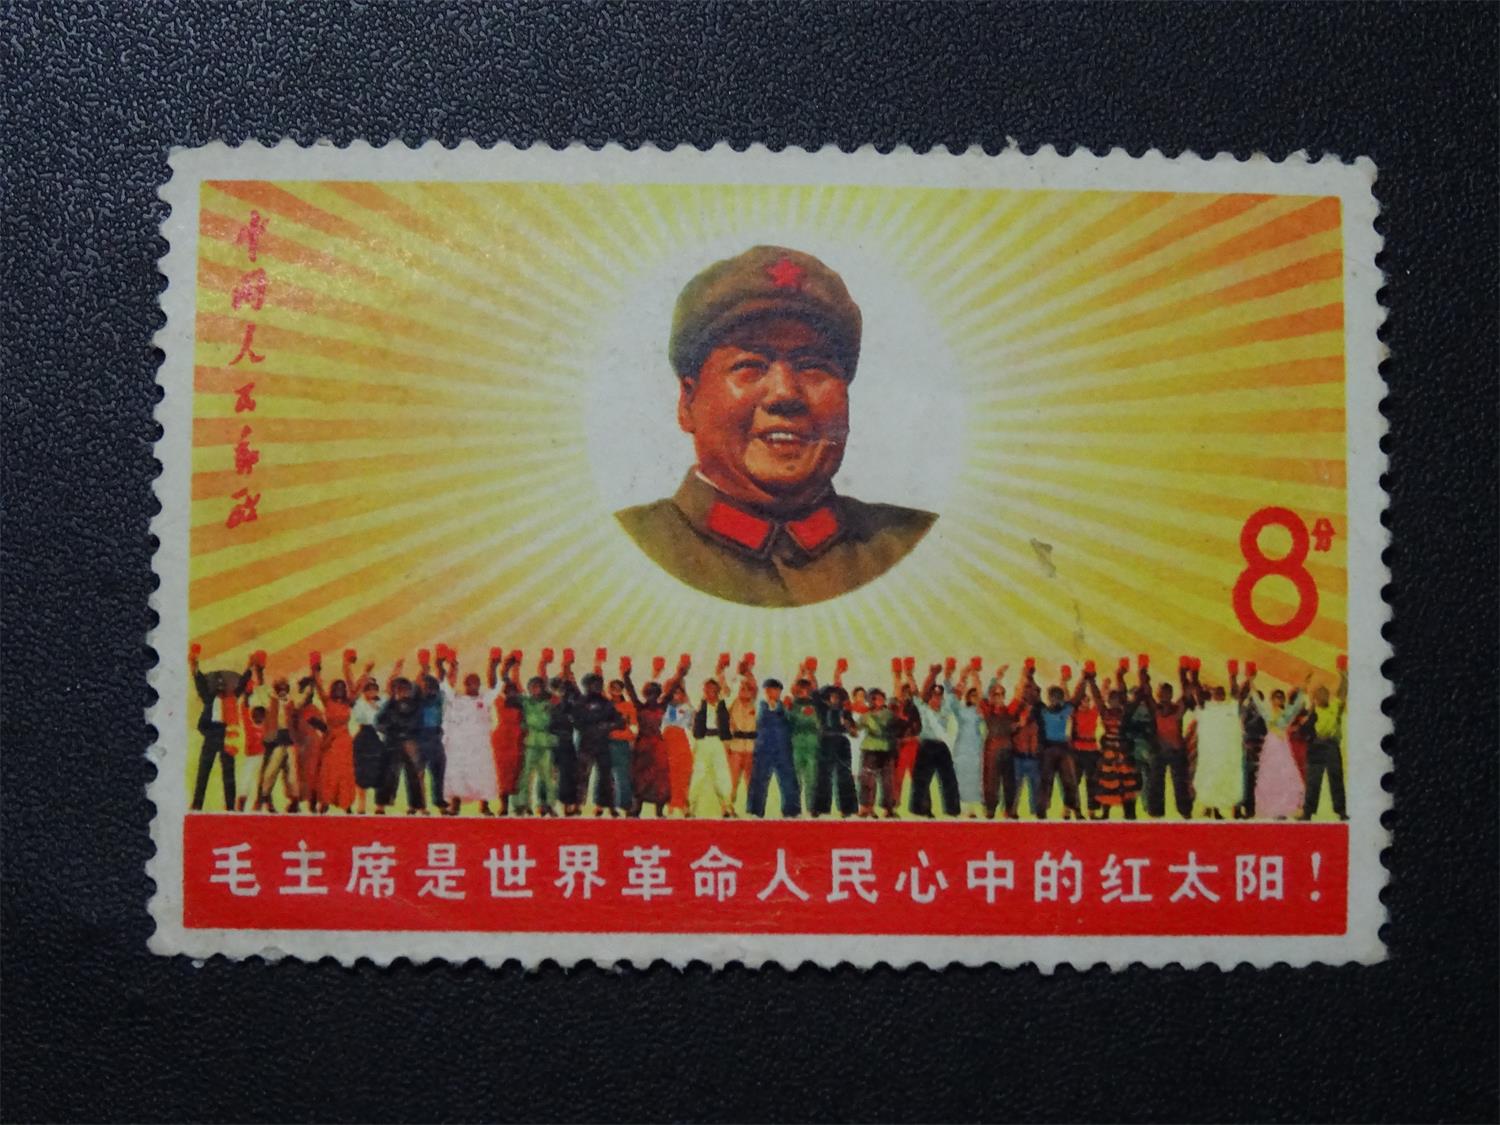 中国人民邮政
8分
毛主席是世界革命人民心中的红太阳！